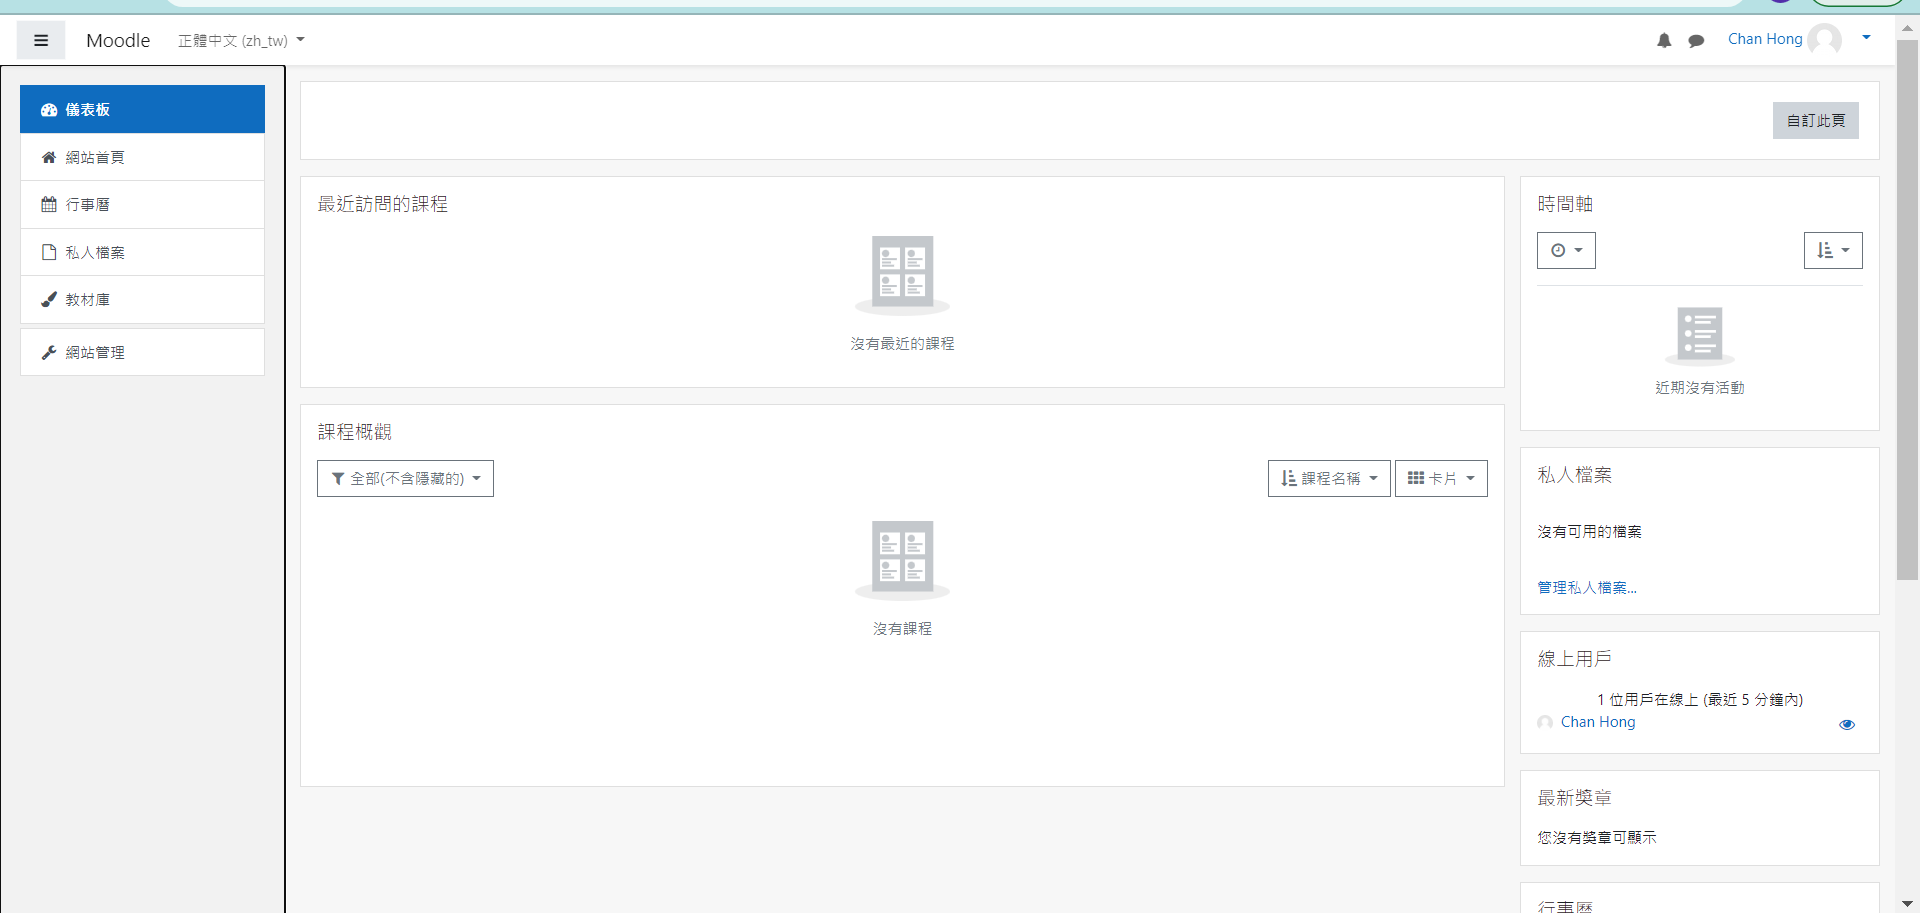 Moodle
正體中文 (zh_tw)
Chan Hong
儀表板
網站首頁
行事曆
私人檔案
教材庫
網站管理
自訂此頁
最近訪問的課程
沒有最近的課程
課程概觀
全部(不含隱藏的)
課程名稱
卡片
沒有課程
時間軸
近期沒有活動
私人檔案
沒有可用的檔案
管理私人檔案...
線上用戶
1 位用戶在線上 (最近 5 分鐘內)
Chan Hong
最新獎章
您沒有獎章可顯示
行事曆